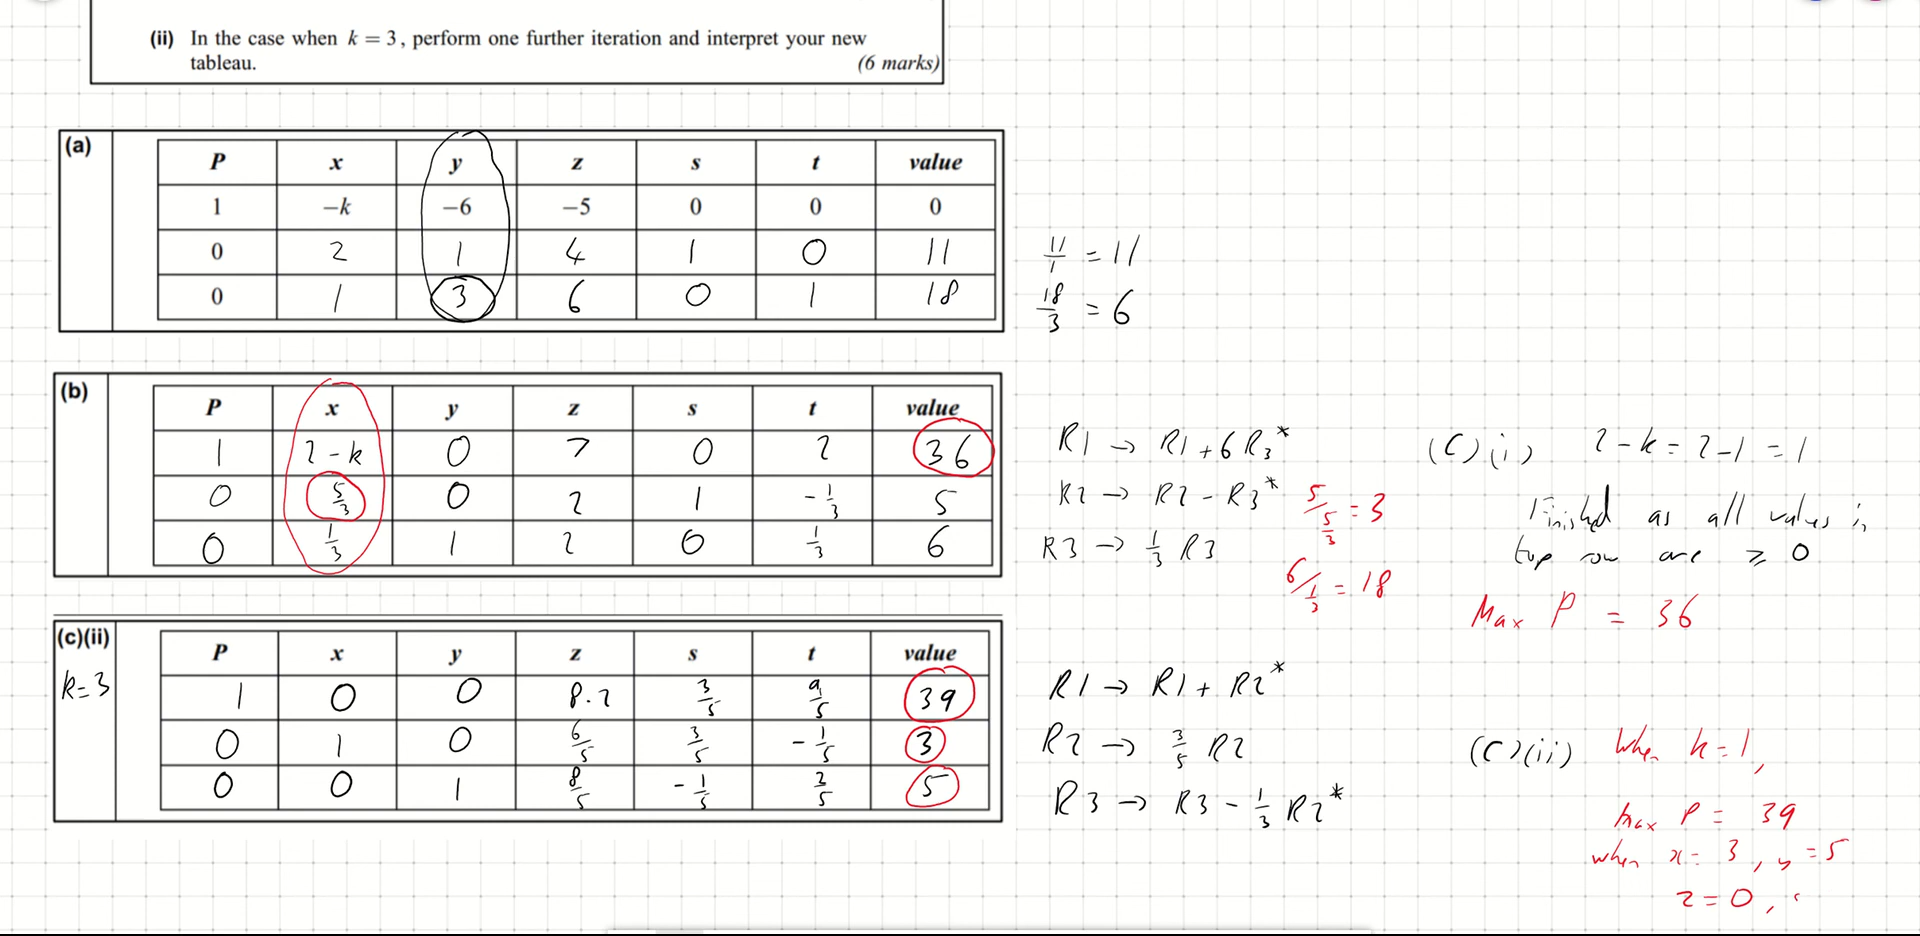 (ii) In the case when k = 3, perform one further iteration and interpret your new
tableau. (6 marks)
(a)
P x y z s t value
1 −k −6 −5 0 0 0
0 2 1 4 1 0 11
0 1 3 6 0 1 18
11/1 = 11
18/3 = 6
(b)
P x y z s t value
1 2-k 0 7 0 2 36
0 5/3 0 2 1 -1/3 5
0 1/3 1 2 0 1/3 6
R1 → R1 + 6R3*
R2 → R2 - R3*
R3 → 1/3 R3
5/5/3 = 3
6/1/3 = 18
(C)(i) 2-k = 2-1 = 1
Finished as all values in
top row are ≥ 0
Max P = 36
(c)(ii)
k=3
P x y z s t value
1 0 0 8.2 3/5 9/5 39
0 1 0 6/5 3/5 -1/5 3
0 0 1 8/5 -1/5 2/5 5
R1 → R1 + R2*
R2 → 3/5 R2
R3 → R3 - 1/3 R2*
(C)(ii) When k=1,
max P = 39
when x = 3, y = 5
z = 0,